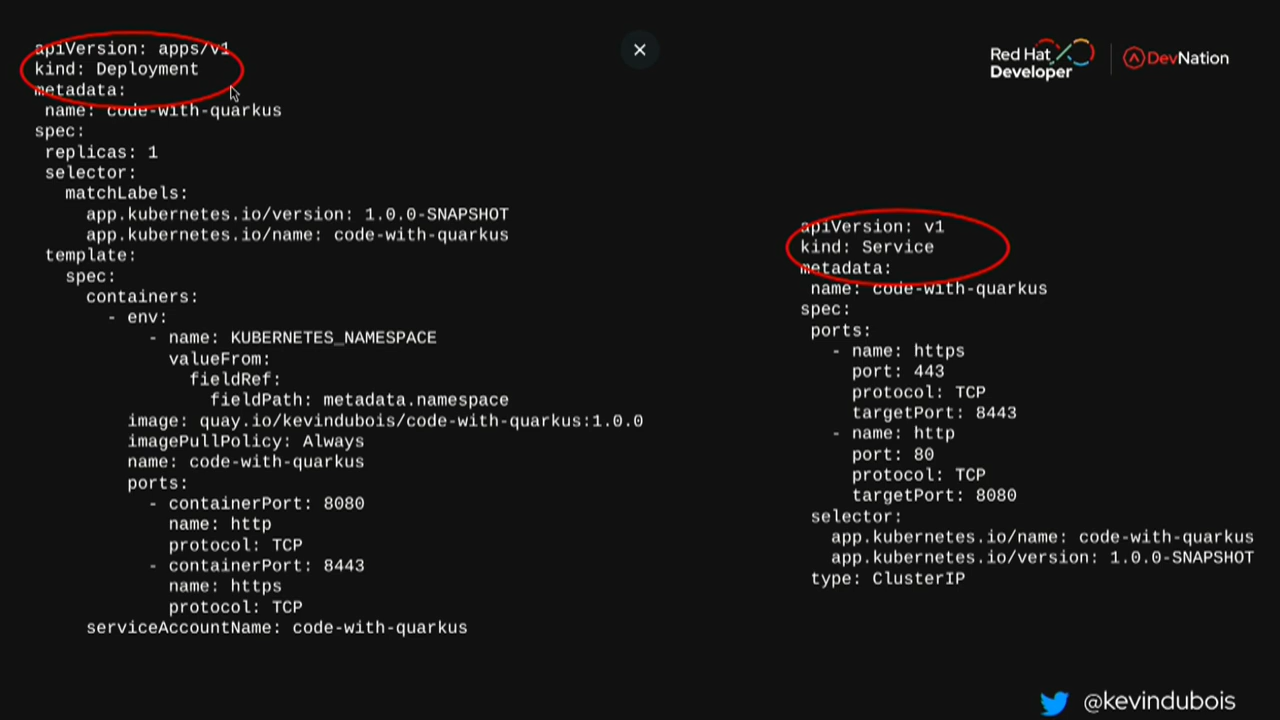 apiVersion: apps/v1
kind: Deployment
metadata:
 name: code-with-quarkus
spec:
 replicas: 1
 selector:
   matchLabels:
     app.kubernetes.io/version: 1.0.0-SNAPSHOT
     app.kubernetes.io/name: code-with-quarkus
 template:
   spec:
     containers:
       - env:
           - name: KUBERNETES_NAMESPACE
             valueFrom:
               fieldRef:
                 fieldPath: metadata.namespace
         image: quay.io/kevindubois/code-with-quarkus:1.0.0
         imagePullPolicy: Always
         name: code-with-quarkus
         ports:
           - containerPort: 8080
             name: http
             protocol: TCP
           - containerPort: 8443
             name: https
             protocol: TCP
     serviceAccountName: code-with-quarkus
Red Hat
Developer
DevNation
apiVersion: v1
kind: Service
metadata:
 name: code-with-quarkus
spec:
 ports:
   - name: https
     port: 443
     protocol: TCP
     targetPort: 8443
   - name: http
     port: 80
     protocol: TCP
     targetPort: 8080
 selector:
   app.kubernetes.io/name: code-with-quarkus
   app.kubernetes.io/version: 1.0.0-SNAPSHOT
 type: ClusterIP
@kevindubois